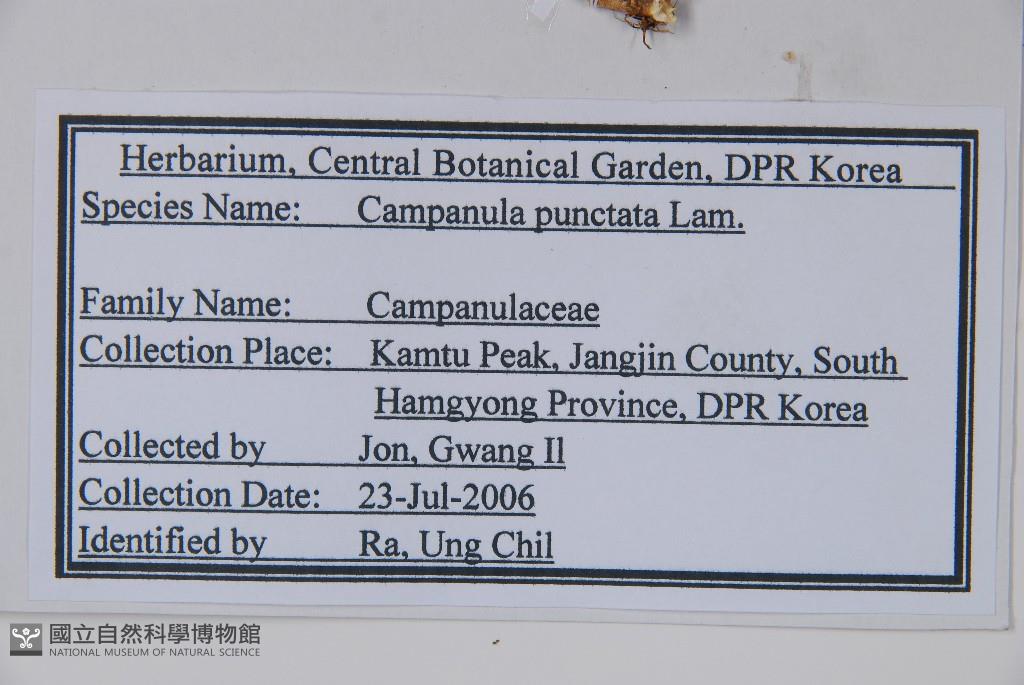 Herbarium, Central Botanical Garden, DPR Korea
Species Name: Campanula punctata Lam.
Family Name: Campanulaceae
Collection Place: Kamtu Peak, Jangjin County, South
Hamgyong Province, DPR Korea
Collected by Jon, Gwang Il
Collection Date: 23-Jul-2006
Identified by Ra, Ung Chil
國立自然科學博物館
NATIONAL MUSEUM OF NATURAL SCIENCE